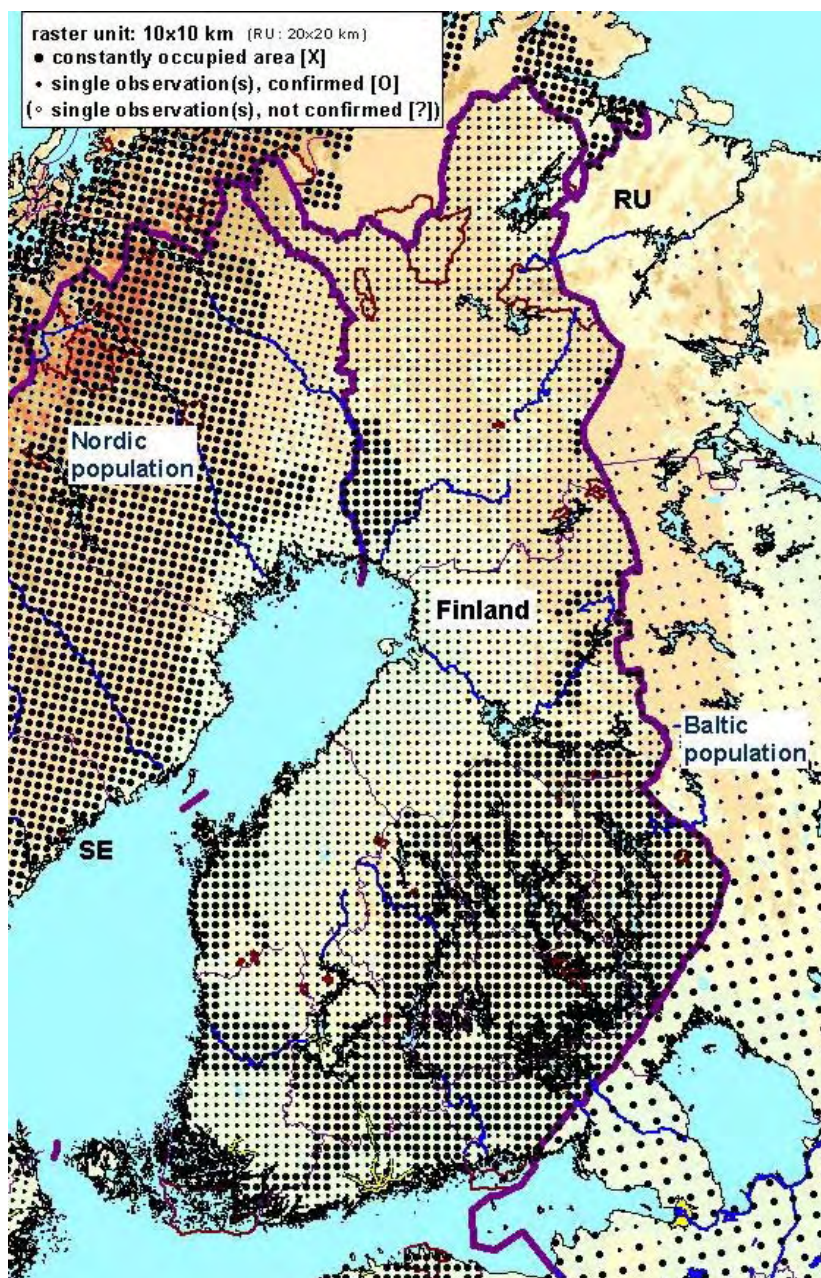 raster unit: 10x10 km (RU: 20x20 km)
● constantly occupied area [X]
• single observation(s), confirmed [O]
(◦ single observation(s), not confirmed [?])
RU
Nordic
population
Finland
Baltic
population
SE